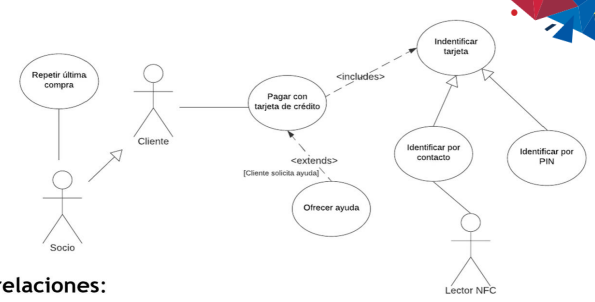 Indentificar
tarjeta
<includes>
Repetir última
compra
Pagar con
tarjeta de crédito
Cliente
Identificar por
contacto
Identificar por
PIN
<extends>
[Cliente solicita ayuda]
Ofrecer ayuda
Socio
Lector NFC
relaciones: